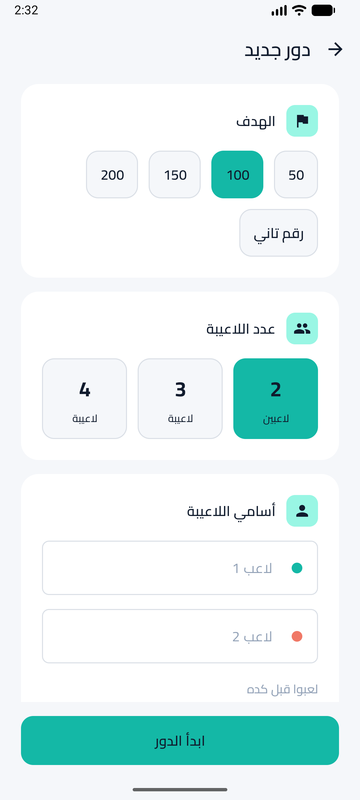 2:32
دور جديد
الهدف
50 100 150 200
رقم تاني
عدد اللاعيبة
2 3 4
لاعبين لاعيبة لاعيبة
أسامي اللاعيبة
لاعب 1
لاعب 2
لعبوا قبل كده
ابدأ الدور